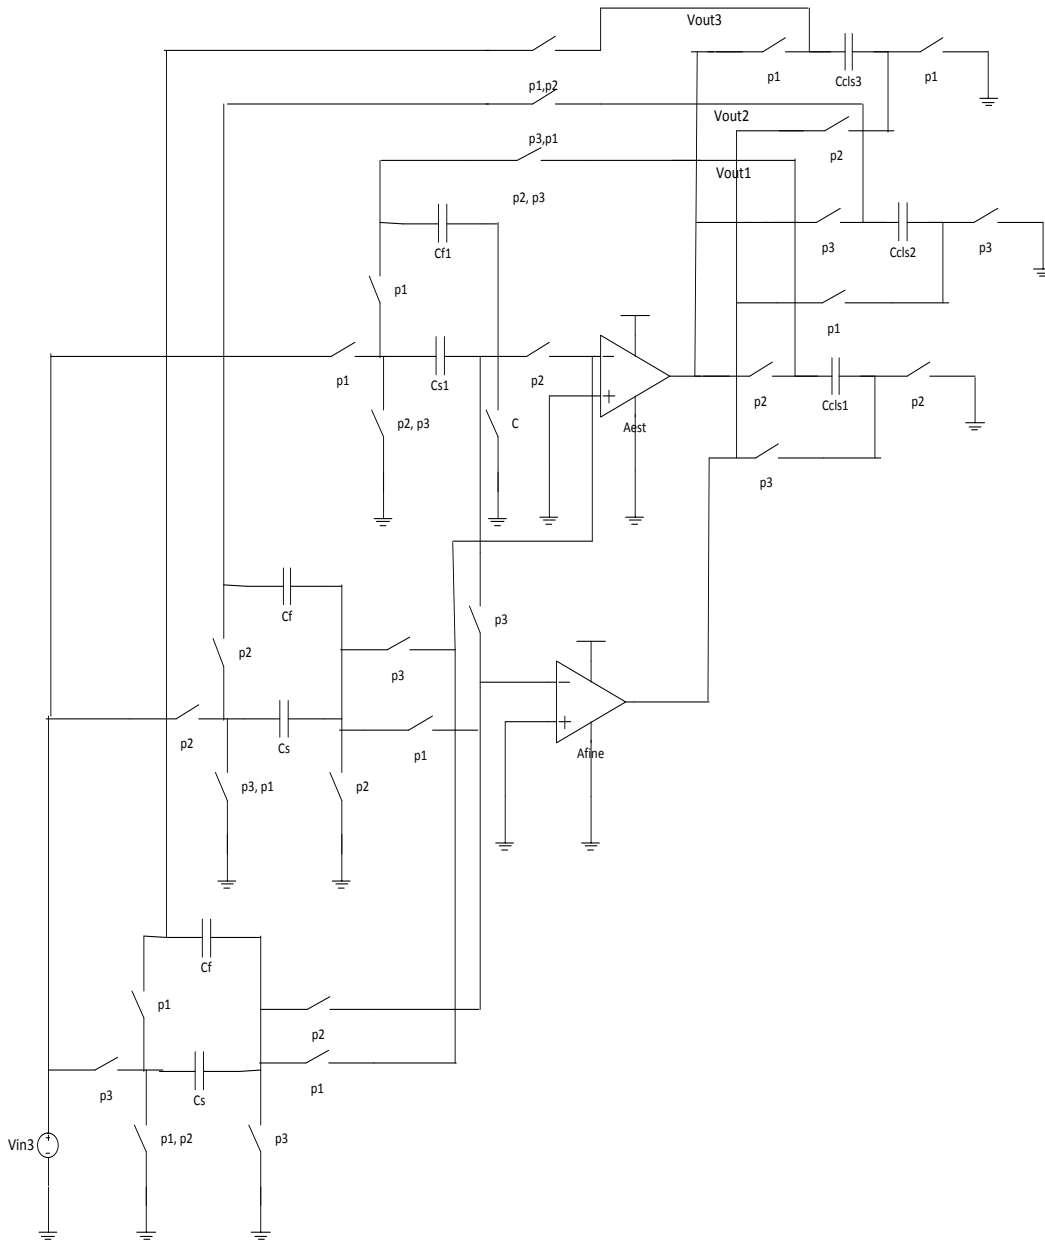 Vout3
p1
Ccls3
p1
p1,p2
Vout2
p2
p3,p1
Vout1
p2, p3
Cf1
p3
Ccls2
p3
p1
p1
p1
Cs1
p2
p2
Ccls1
p2
p2, p3
C
Aest
p3
Cf
p3
p2
p3
p2
Cs
p1
Afine
p3, p1
p2
Cf
p1
p2
p3
Cs
p1
Vin3
p1, p2
p3